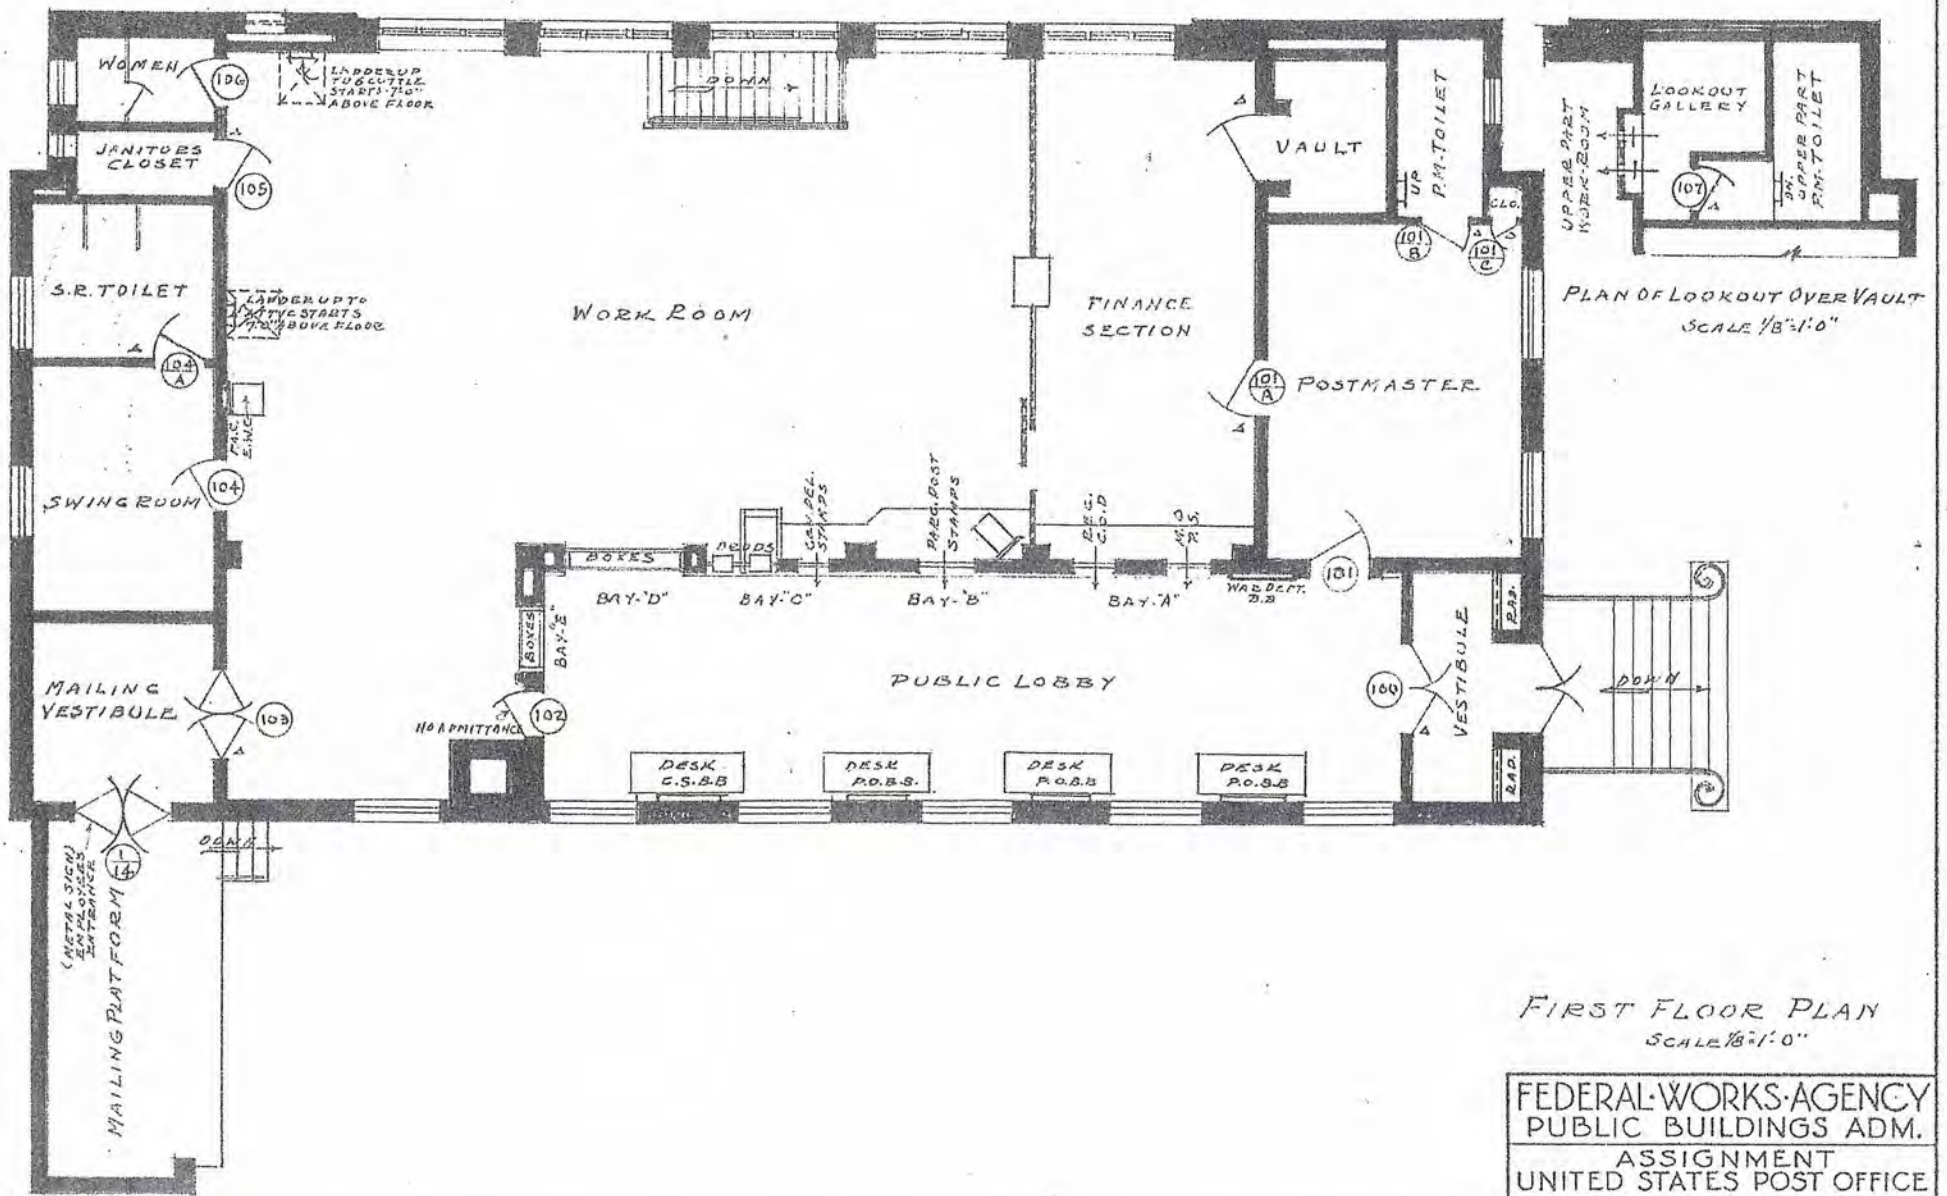 WOMEN
106
LADDER UP
TO SCUTTLE
STARTS 7'-0"
ABOVE FLOOR
DOWN
JANITORS
CLOSET
105
VAULT
UP
P.M. TOILET
CLO.
101
B
101
C
UPPER PART
WORK-ROOM
LOOKOUT
GALLERY
107
DN.
UPPER PART
P.M-TOILET
PLAN OF LOOKOUT OVER VAULT
SCALE 1/8"=1'-0"
S.R. TOILET
104
A
LADDER UP TO
ATTIC STARTS
7'-0" ABOVE FLOOR
WORK ROOM
FINANCE
SECTION
101
A
POSTMASTER
E.W.C.
SWING ROOM
104
GEN. DEL.
STAMPS
PARC. POST
STAMPS
REG.
C.O.D
M.O
P.S.
BOXES
BAY-"D"
BAY-"C"
BAY-"B"
BAY-"A"
WAR DEPT.
B.B
101
BOXES
BAY-"E"
PUBLIC LOBBY
100
VESTIBULE
RAD.
RAD.
DOWN
MAILING
VESTIBULE
103
NO ADMITTANCE
102
DESK
C.S.B.B
DESK
P.O.B.B.
DESK
P.O.B.B
DESK
P.O.B.B
DOWN
1
14
(METAL SIGN)
EMPLOYEES
ENTRANCE
MAILING PLATFORM
FIRST FLOOR PLAN
SCALE 1/8"=1'-0"
FEDERAL·WORKS·AGENCY
PUBLIC BUILDINGS ADM.
ASSIGNMENT
UNITED STATES POST OFFICE